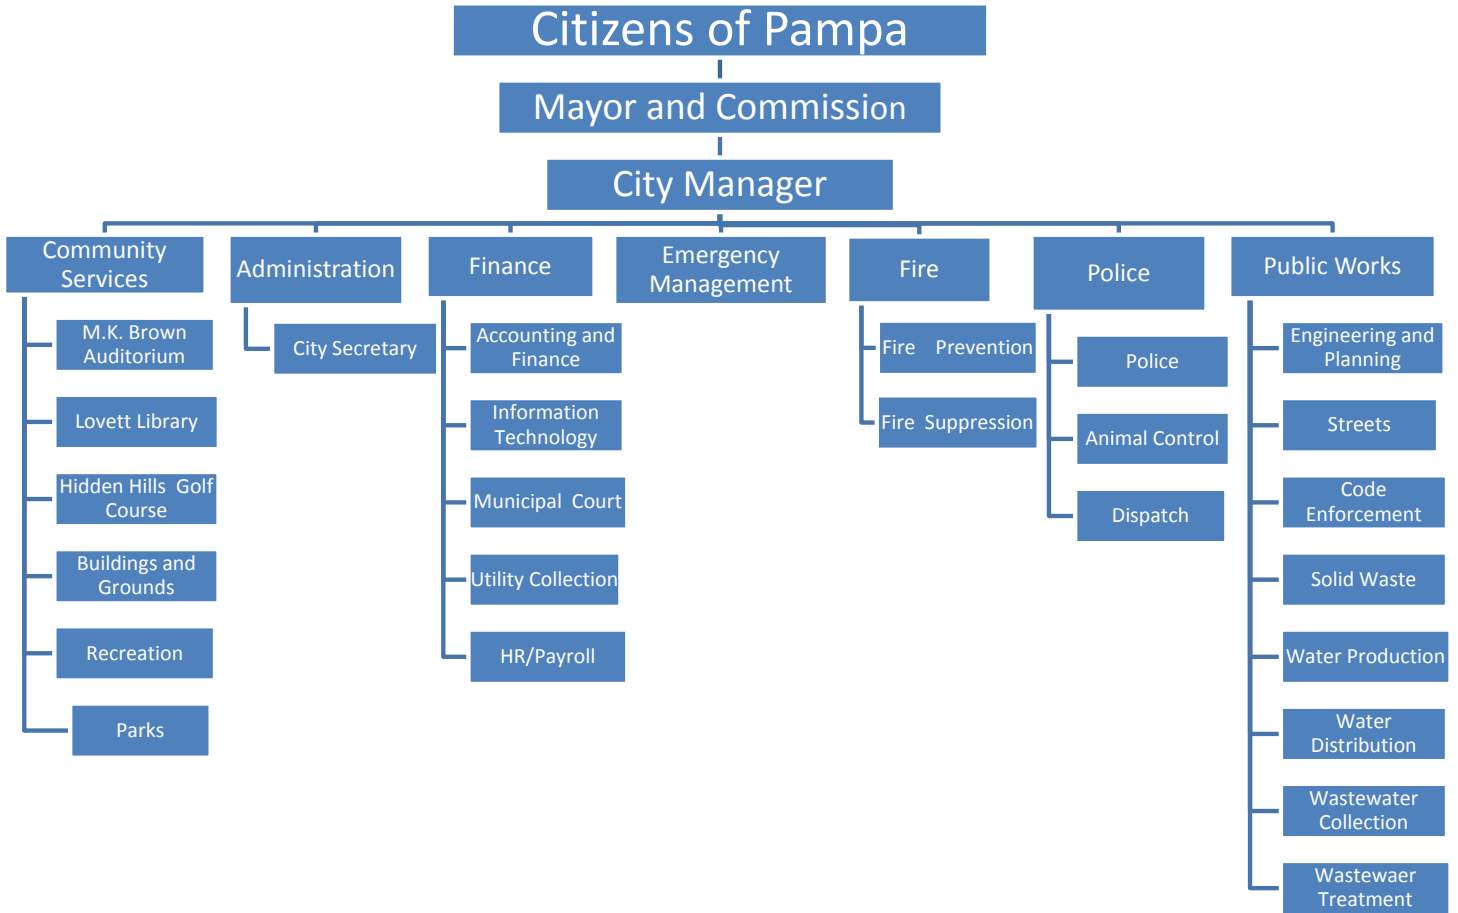 Citizens of Pampa
Mayor and Commission
City Manager
Community
Services
M.K. Brown
Auditorium
Lovett Library
Hidden Hills Golf
Course
Buildings and
Grounds
Recreation
Parks
Administration
City Secretary
Finance
Accounting and
Finance
Information
Technology
Municipal Court
Utility Collection
HR/Payroll
Emergency
Management
Fire
Fire Prevention
Fire Suppression
Police
Police
Animal Control
Dispatch
Public Works
Engineering and
Planning
Streets
Code
Enforcement
Solid Waste
Water Production
Water
Distribution
Wastewater
Collection
Wastewaer
Treatment